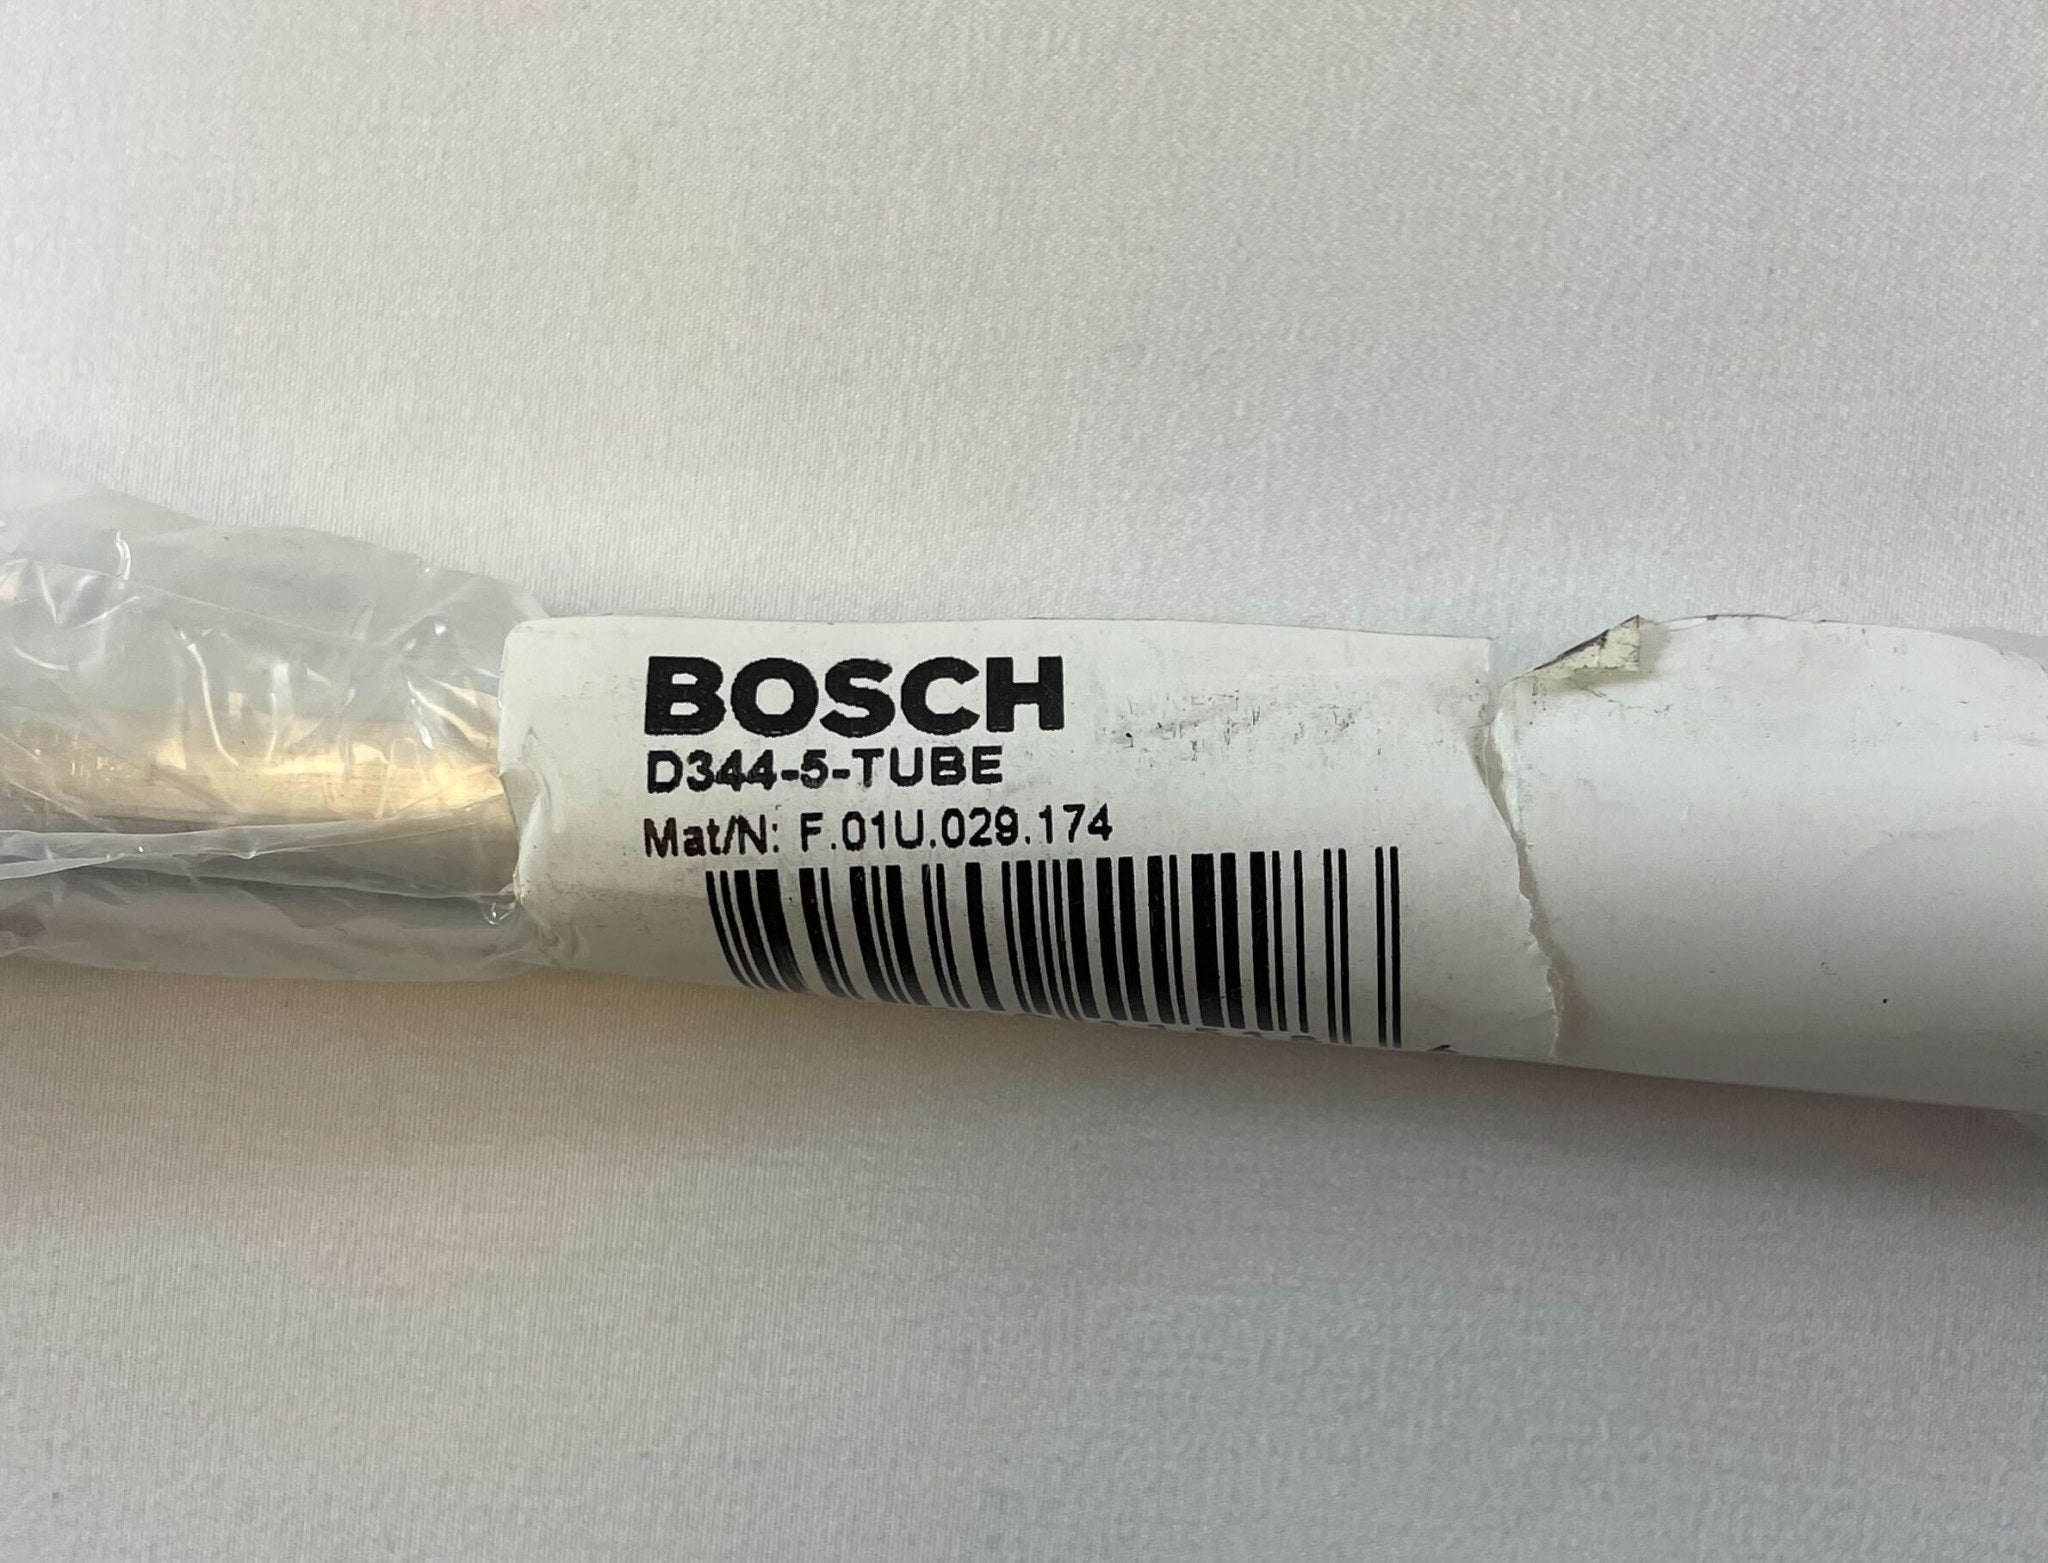 BOSCH
D344-5-TUBE
Mat/N: F.01U.029.174